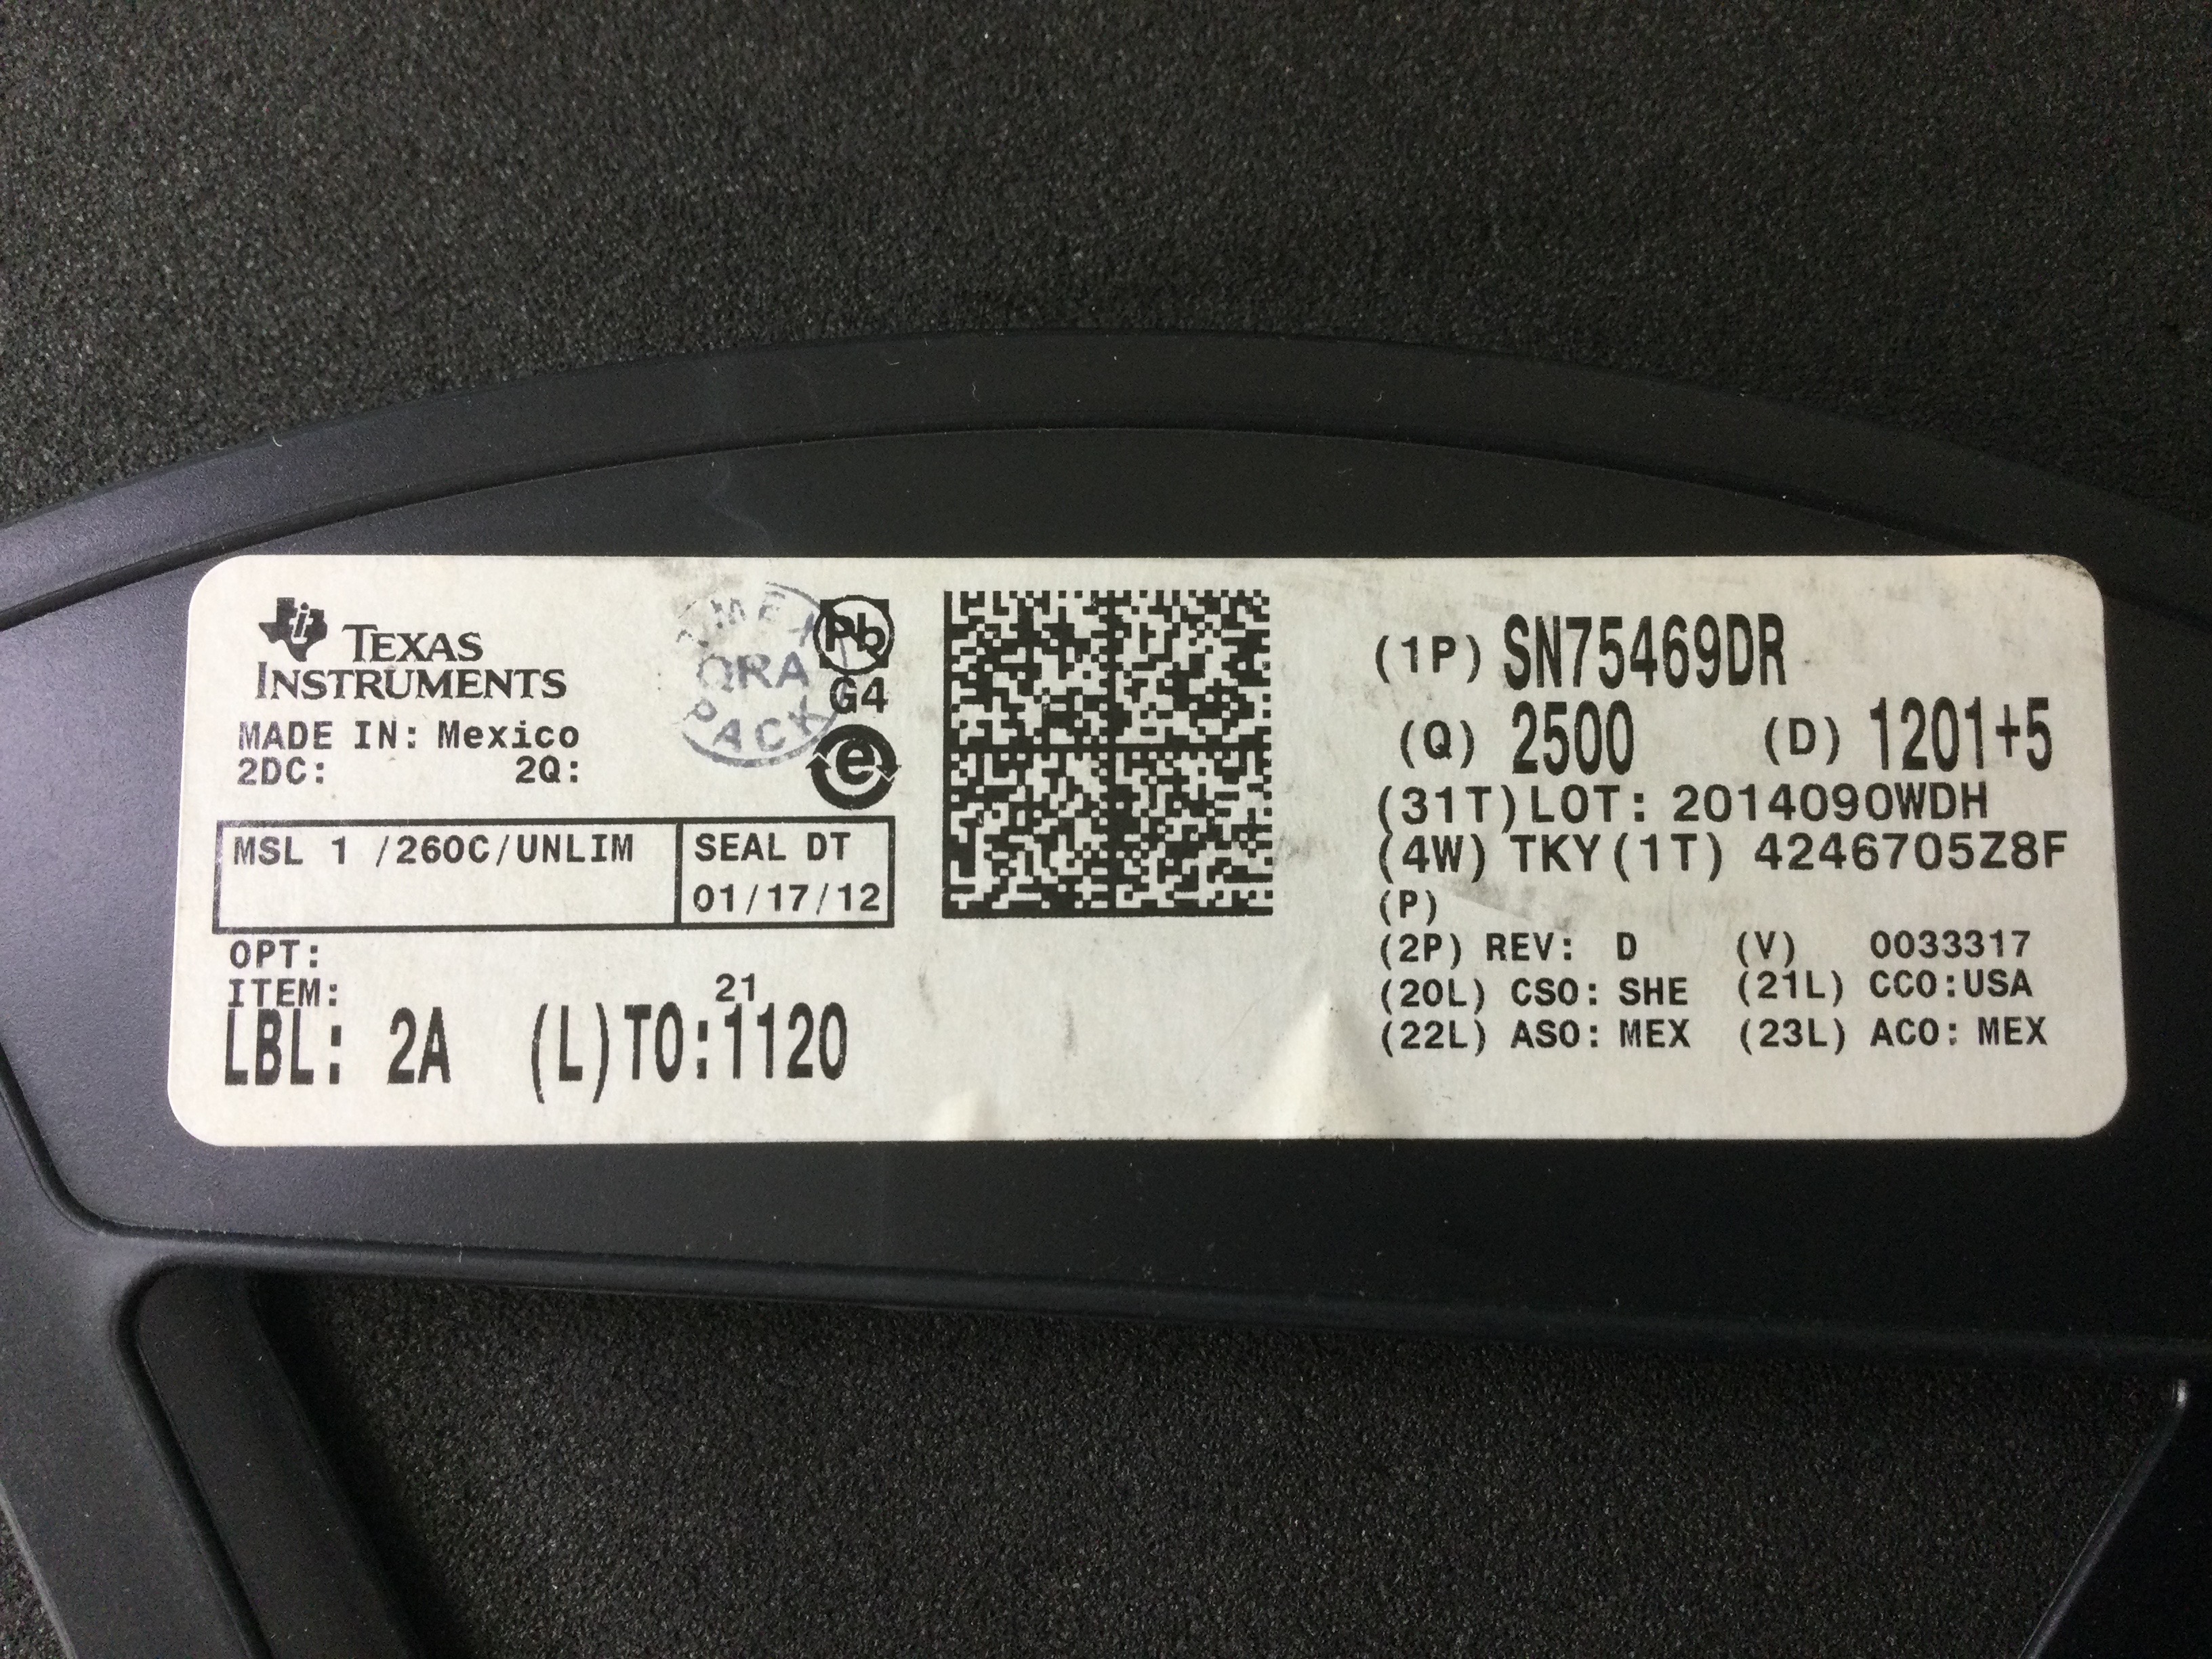 TEXAS
INSTRUMENTS
MADE IN: Mexico
2DC: 2Q:
QRA
PACK
Pb
G4
e
MSL 1 /260C/UNLIM
SEAL DT
01/17/12
OPT:
ITEM:
21
LBL: 2A (L)TO:1120
(1P) SN75469DR
(Q) 2500 (D) 1201+5
(31T)LOT: 2014090WDH
(4W) TKY(1T) 4246705Z8F
(P)
(2P) REV: D (V) 0033317
(20L) CSO: SHE (21L) CCO:USA
(22L) ASO: MEX (23L) ACO: MEX